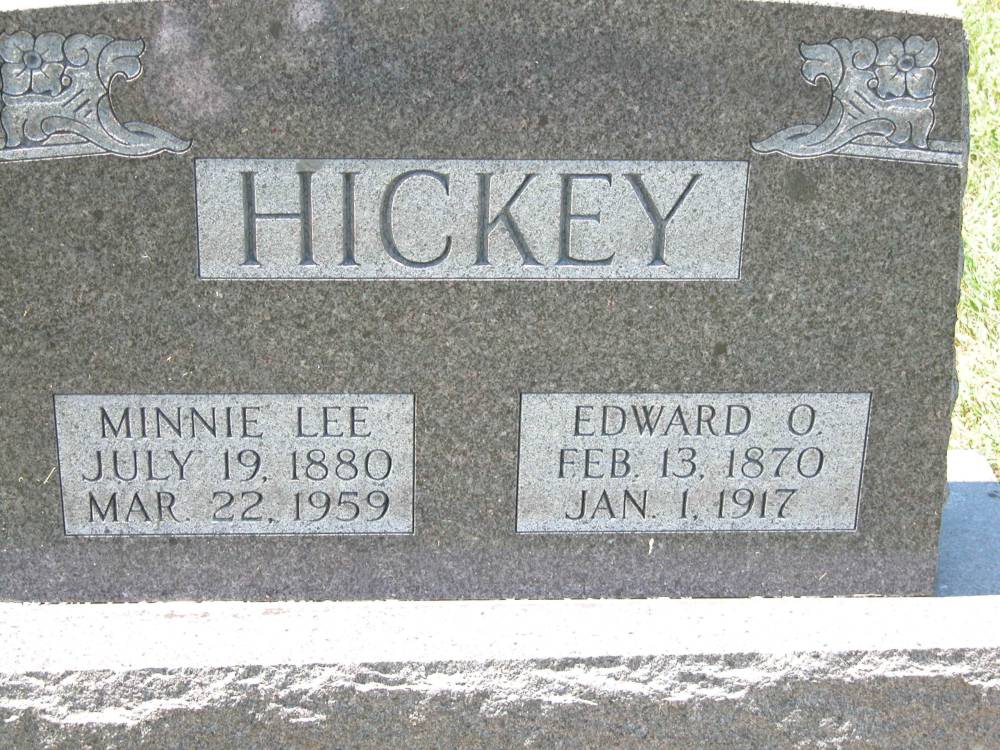 HICKEY
MINNIE LEE
JULY 19, 1880
MAR. 22, 1959
EDWARD O.
FEB. 13, 1870
JAN. 1, 1917